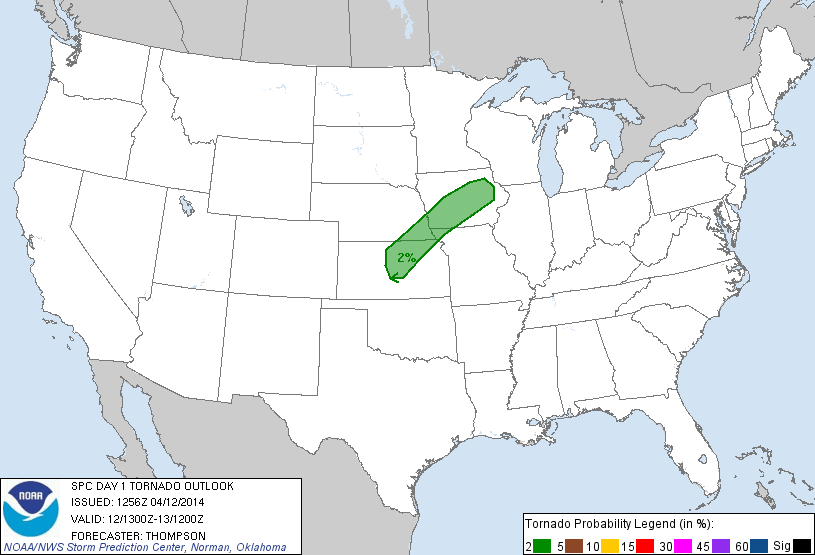 2%
NOAA
SPC DAY 1 TORNADO OUTLOOK
ISSUED: 1256Z 04/12/2014
VALID: 12/1300Z-13/1200Z
FORECASTER: THOMPSON
NOAA/NWS Storm Prediction Center, Norman, Oklahoma
Tornado Probability Legend (in %):
2 5 10 15 30 45 60 Sig